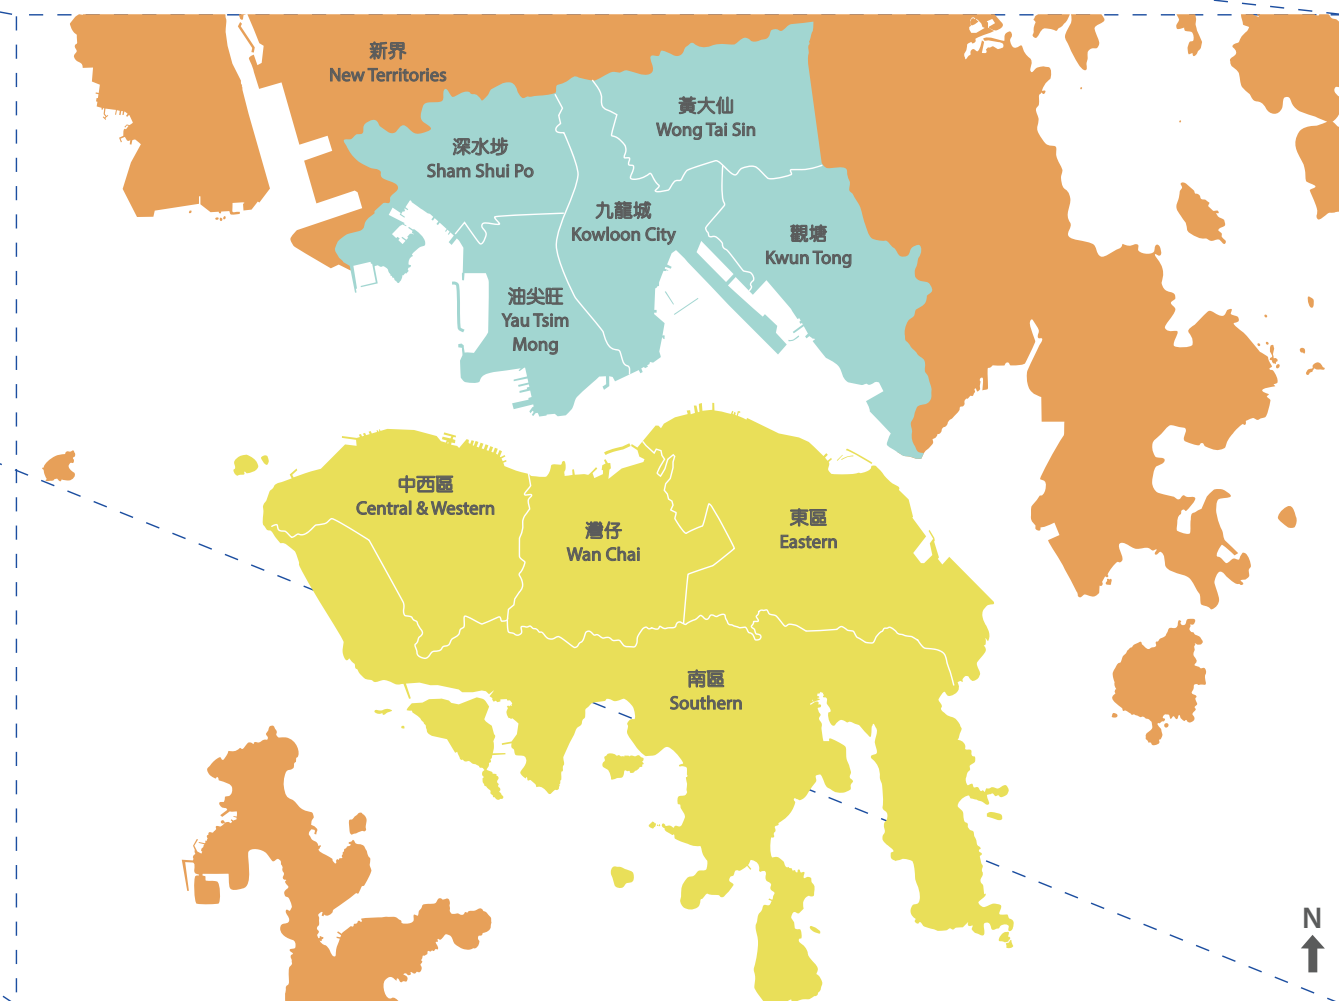 新界
New Territories
黃大仙
Wong Tai Sin
深水埗
Sham Shui Po
九龍城
Kowloon City
觀塘
Kwun Tong
油尖旺
Yau Tsim
Mong
中西區
Central & Western
灣仔
Wan Chai
東區
Eastern
南區
Southern
N